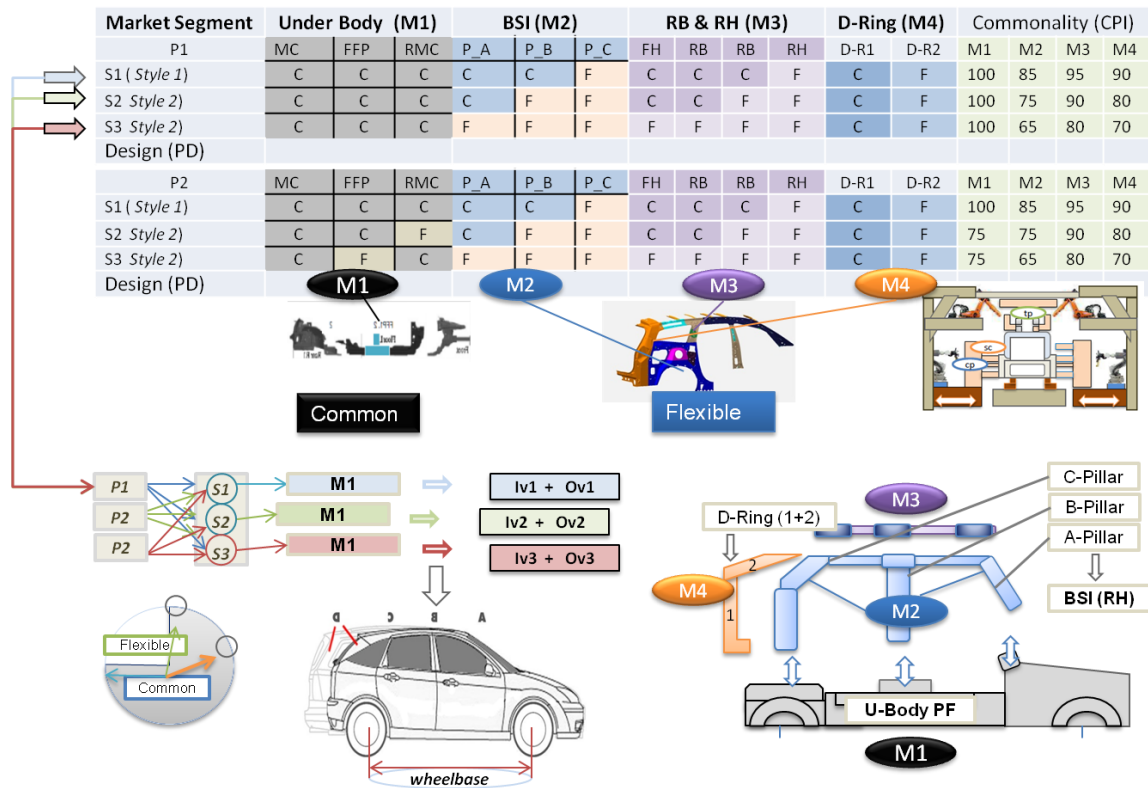 Market Segment Under Body (M1) BSI (M2) RB & RH (M3) D-Ring (M4) Commonality (CPI)
P1 MC FFP RMC P_A P_B P_C FH RB RB RH D-R1 D-R2 M1 M2 M3 M4
S1 ( Style 1) C C C C C F C C C F C F 100 85 95 90
S2 Style 2) C C C C F F C C F F C F 100 75 90 80
S3 Style 2) C C C F F F F F F F C F 100 65 80 70
Design (PD)
P2 MC FFP RMC P_A P_B P_C FH RB RB RH D-R1 D-R2 M1 M2 M3 M4
S1 ( Style 1) C C C C C F C C C F C F 100 85 95 90
S2 Style 2) C C F C F F C C F F C F 75 75 90 80
S3 Style 2) C F C F F F F F F F C F 75 65 80 70
Design (PD)
M1 M2 M3 M4
tp
sc
cp
Common
Flexible
P1 S1 M1 Iv1 + Ov1
P2 S2 M1 Iv2 + Ov2
P2 S3 M1 Iv3 + Ov3
Flexible
Common
D C B A
wheelbase
C-Pillar
B-Pillar
A-Pillar
BSI (RH)
D-Ring (1+2)
M3
M4
2
1
M2
U-Body PF
M1